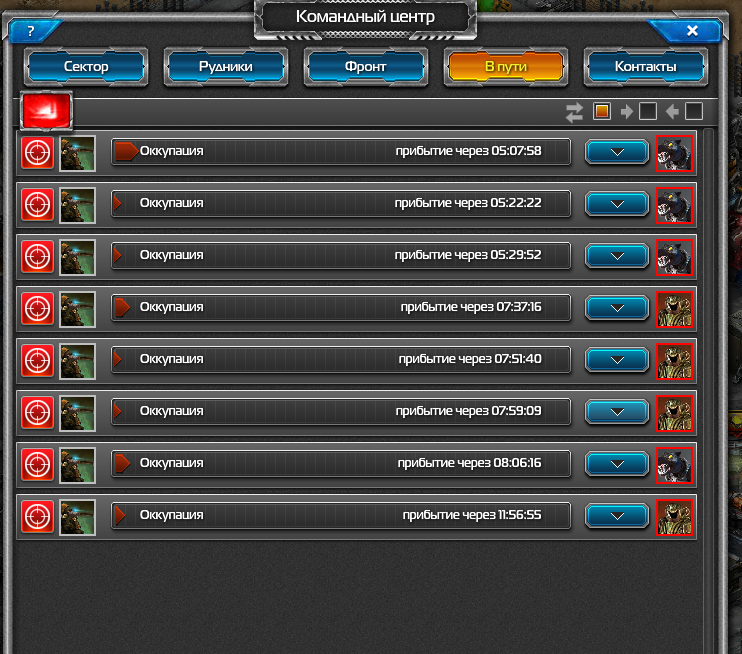 Командный центр
?
Сектор
Рудники
Фронт
В пути
Контакты
Оккупация прибытие через 05:07:58
Оккупация прибытие через 05:22:22
Оккупация прибытие через 05:29:52
Оккупация прибытие через 07:37:16
Оккупация прибытие через 07:51:40
Оккупация прибытие через 07:59:09
Оккупация прибытие через 08:06:16
Оккупация прибытие через 11:56:55